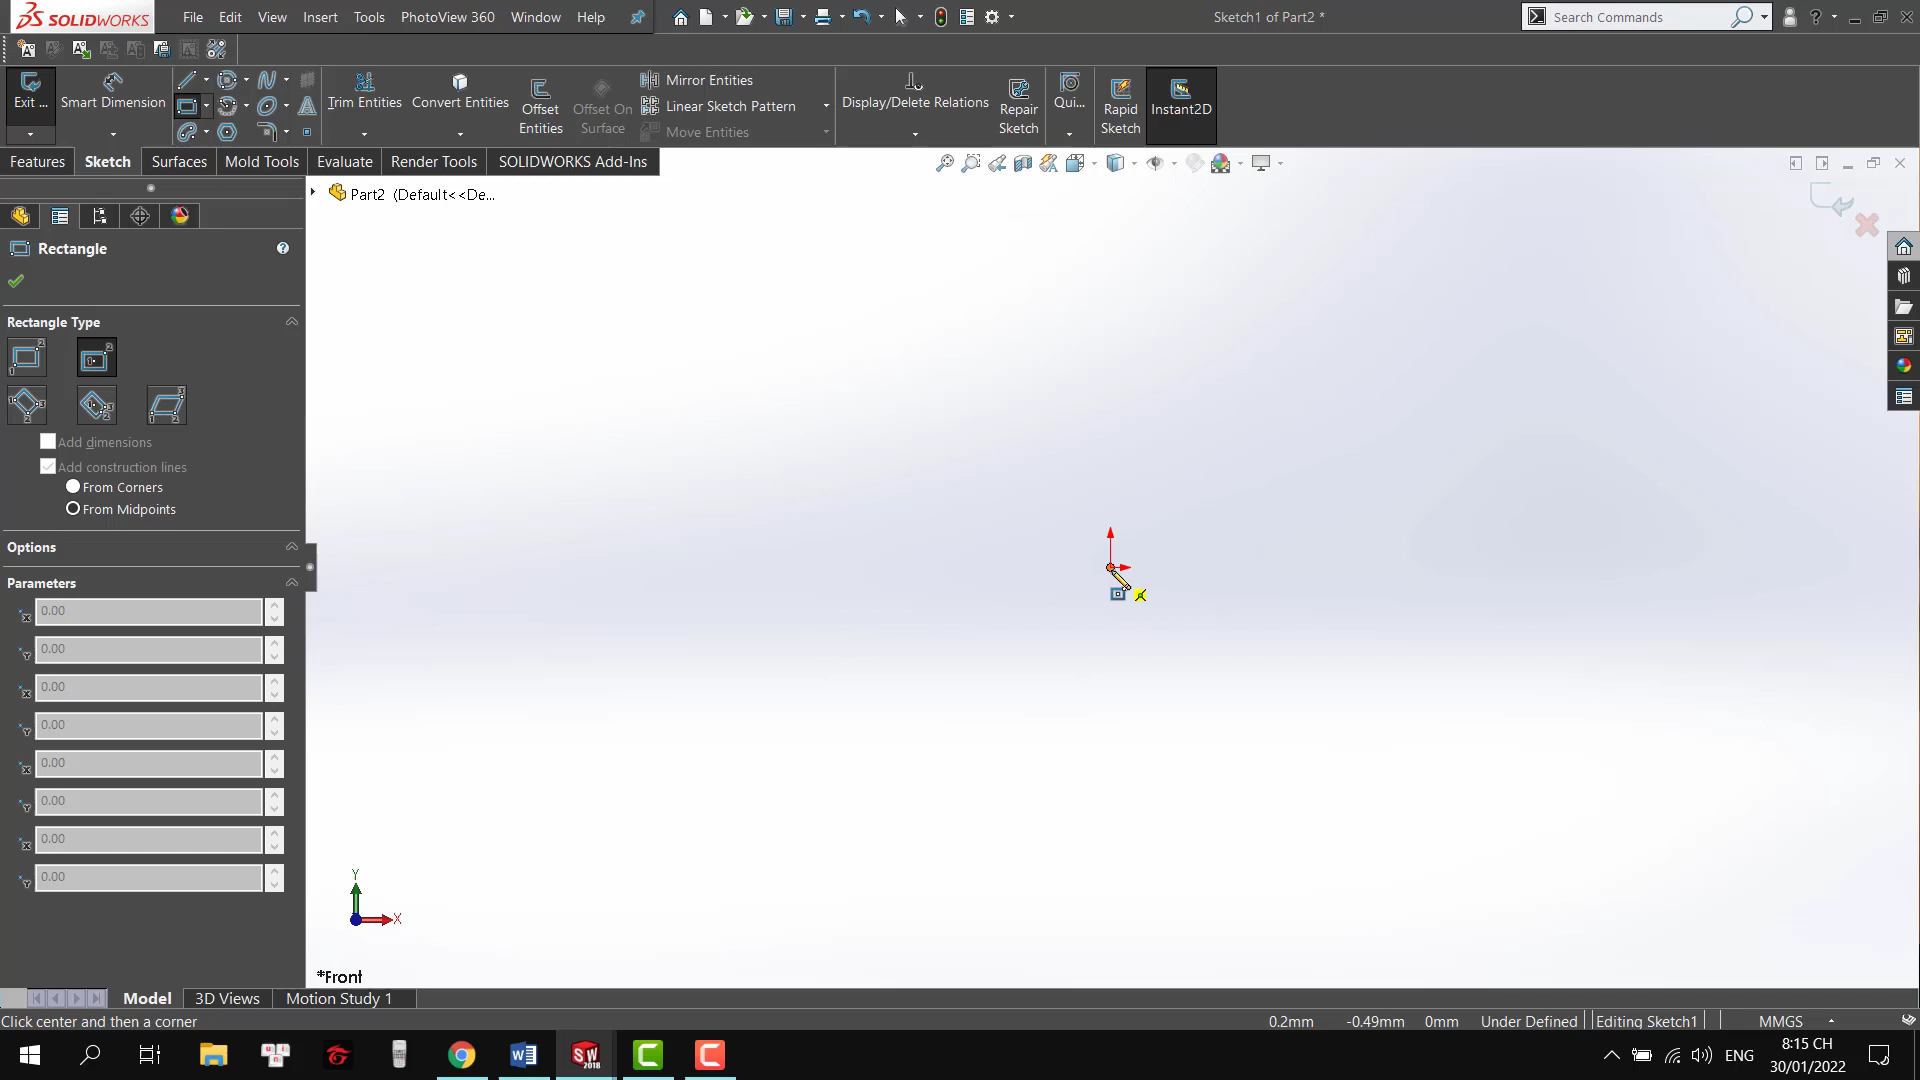 SOLIDWORKS
File Edit View Insert Tools PhotoView 360 Window Help
Sketch1 of Part2 *
Search Commands
Exit ...
Smart Dimension
Trim Entities
Convert Entities
Offset Entities
Offset On Surface
Mirror Entities
Linear Sketch Pattern
Move Entities
Display/Delete Relations
Repair Sketch
Qui...
Rapid Sketch
Instant2D
Features Sketch Surfaces Mold Tools Evaluate Render Tools SOLIDWORKS Add-Ins
Part2 (Default<<De...
Rectangle
Rectangle Type
Add dimensions
Add construction lines
From Corners
From Midpoints
Options
Parameters
0.00
0.00
0.00
0.00
0.00
0.00
0.00
0.00
Y
X
*Front
Model 3D Views Motion Study 1
Click center and then a corner
0.2mm -0.49mm 0mm Under Defined Editing Sketch1 MMGS
SW 2018
ENG
8:15 CH
30/01/2022